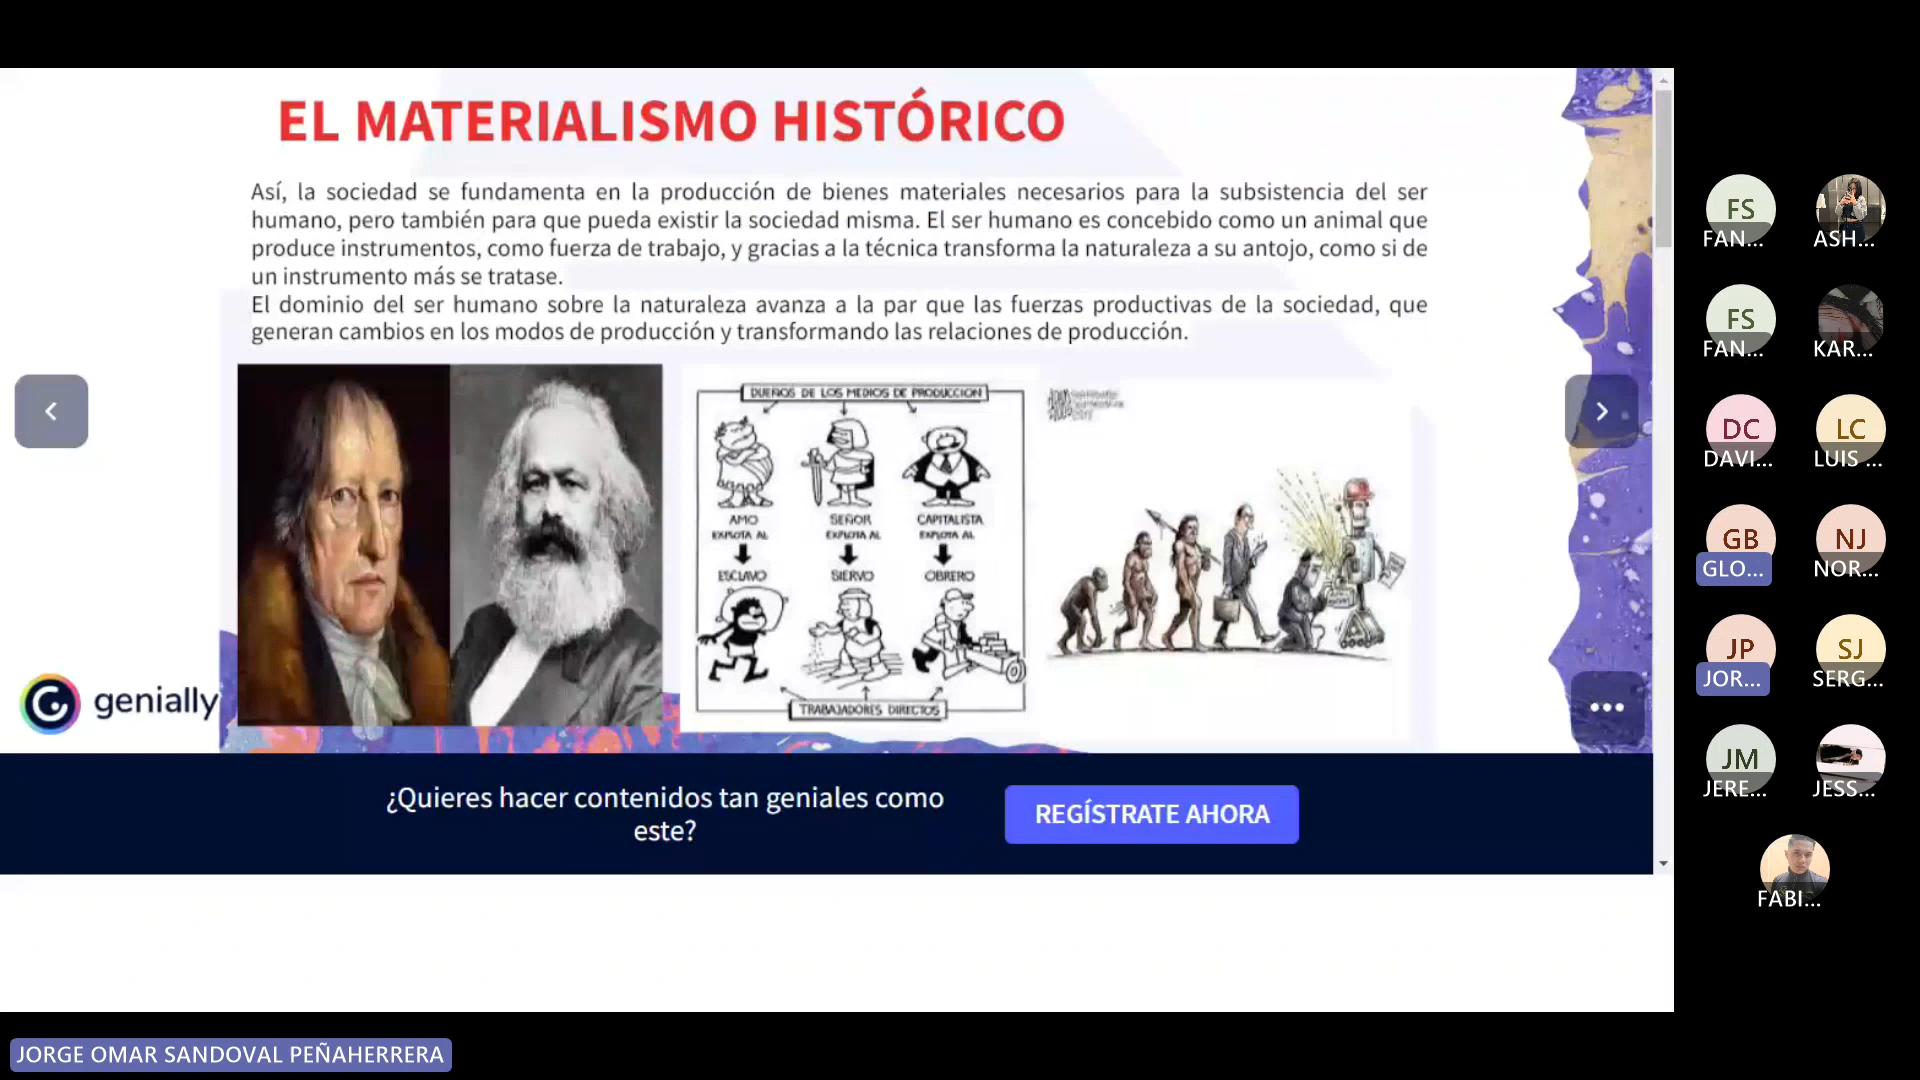 EL MATERIALISMO HISTÓRICO
Así, la sociedad se fundamenta en la producción de bienes materiales necesarios para la subsistencia del ser
humano, pero también para que pueda existir la sociedad misma. El ser humano es concebido como un animal que
produce instrumentos, como fuerza de trabajo, y gracias a la técnica transforma la naturaleza a su antojo, como si de
un instrumento más se tratase.
El dominio del ser humano sobre la naturaleza avanza a la par que las fuerzas productivas de la sociedad, que
generan cambios en los modos de producción y transformando las relaciones de producción.
DUEÑOS DE LOS MEDIOS DE PRODUCCION
AMO
EXPLOTA AL
SEÑOR
EXPLOTA AL
CAPITALISTA
EXPLOTA AL
ESCLAVO
SIERVO
OBRERO
TRABAJADORES DIRECTOS
genially
¿Quieres hacer contenidos tan geniales como
este?
REGÍSTRATE AHORA
FS
FAN...
ASH...
FS
FAN...
KAR...
DC
DAVI...
LC
LUIS ...
GB
GLO...
NJ
NOR...
JP
JOR...
SJ
SERG...
JM
JERE...
JESS...
FABI...
JORGE OMAR SANDOVAL PEÑAHERRERA